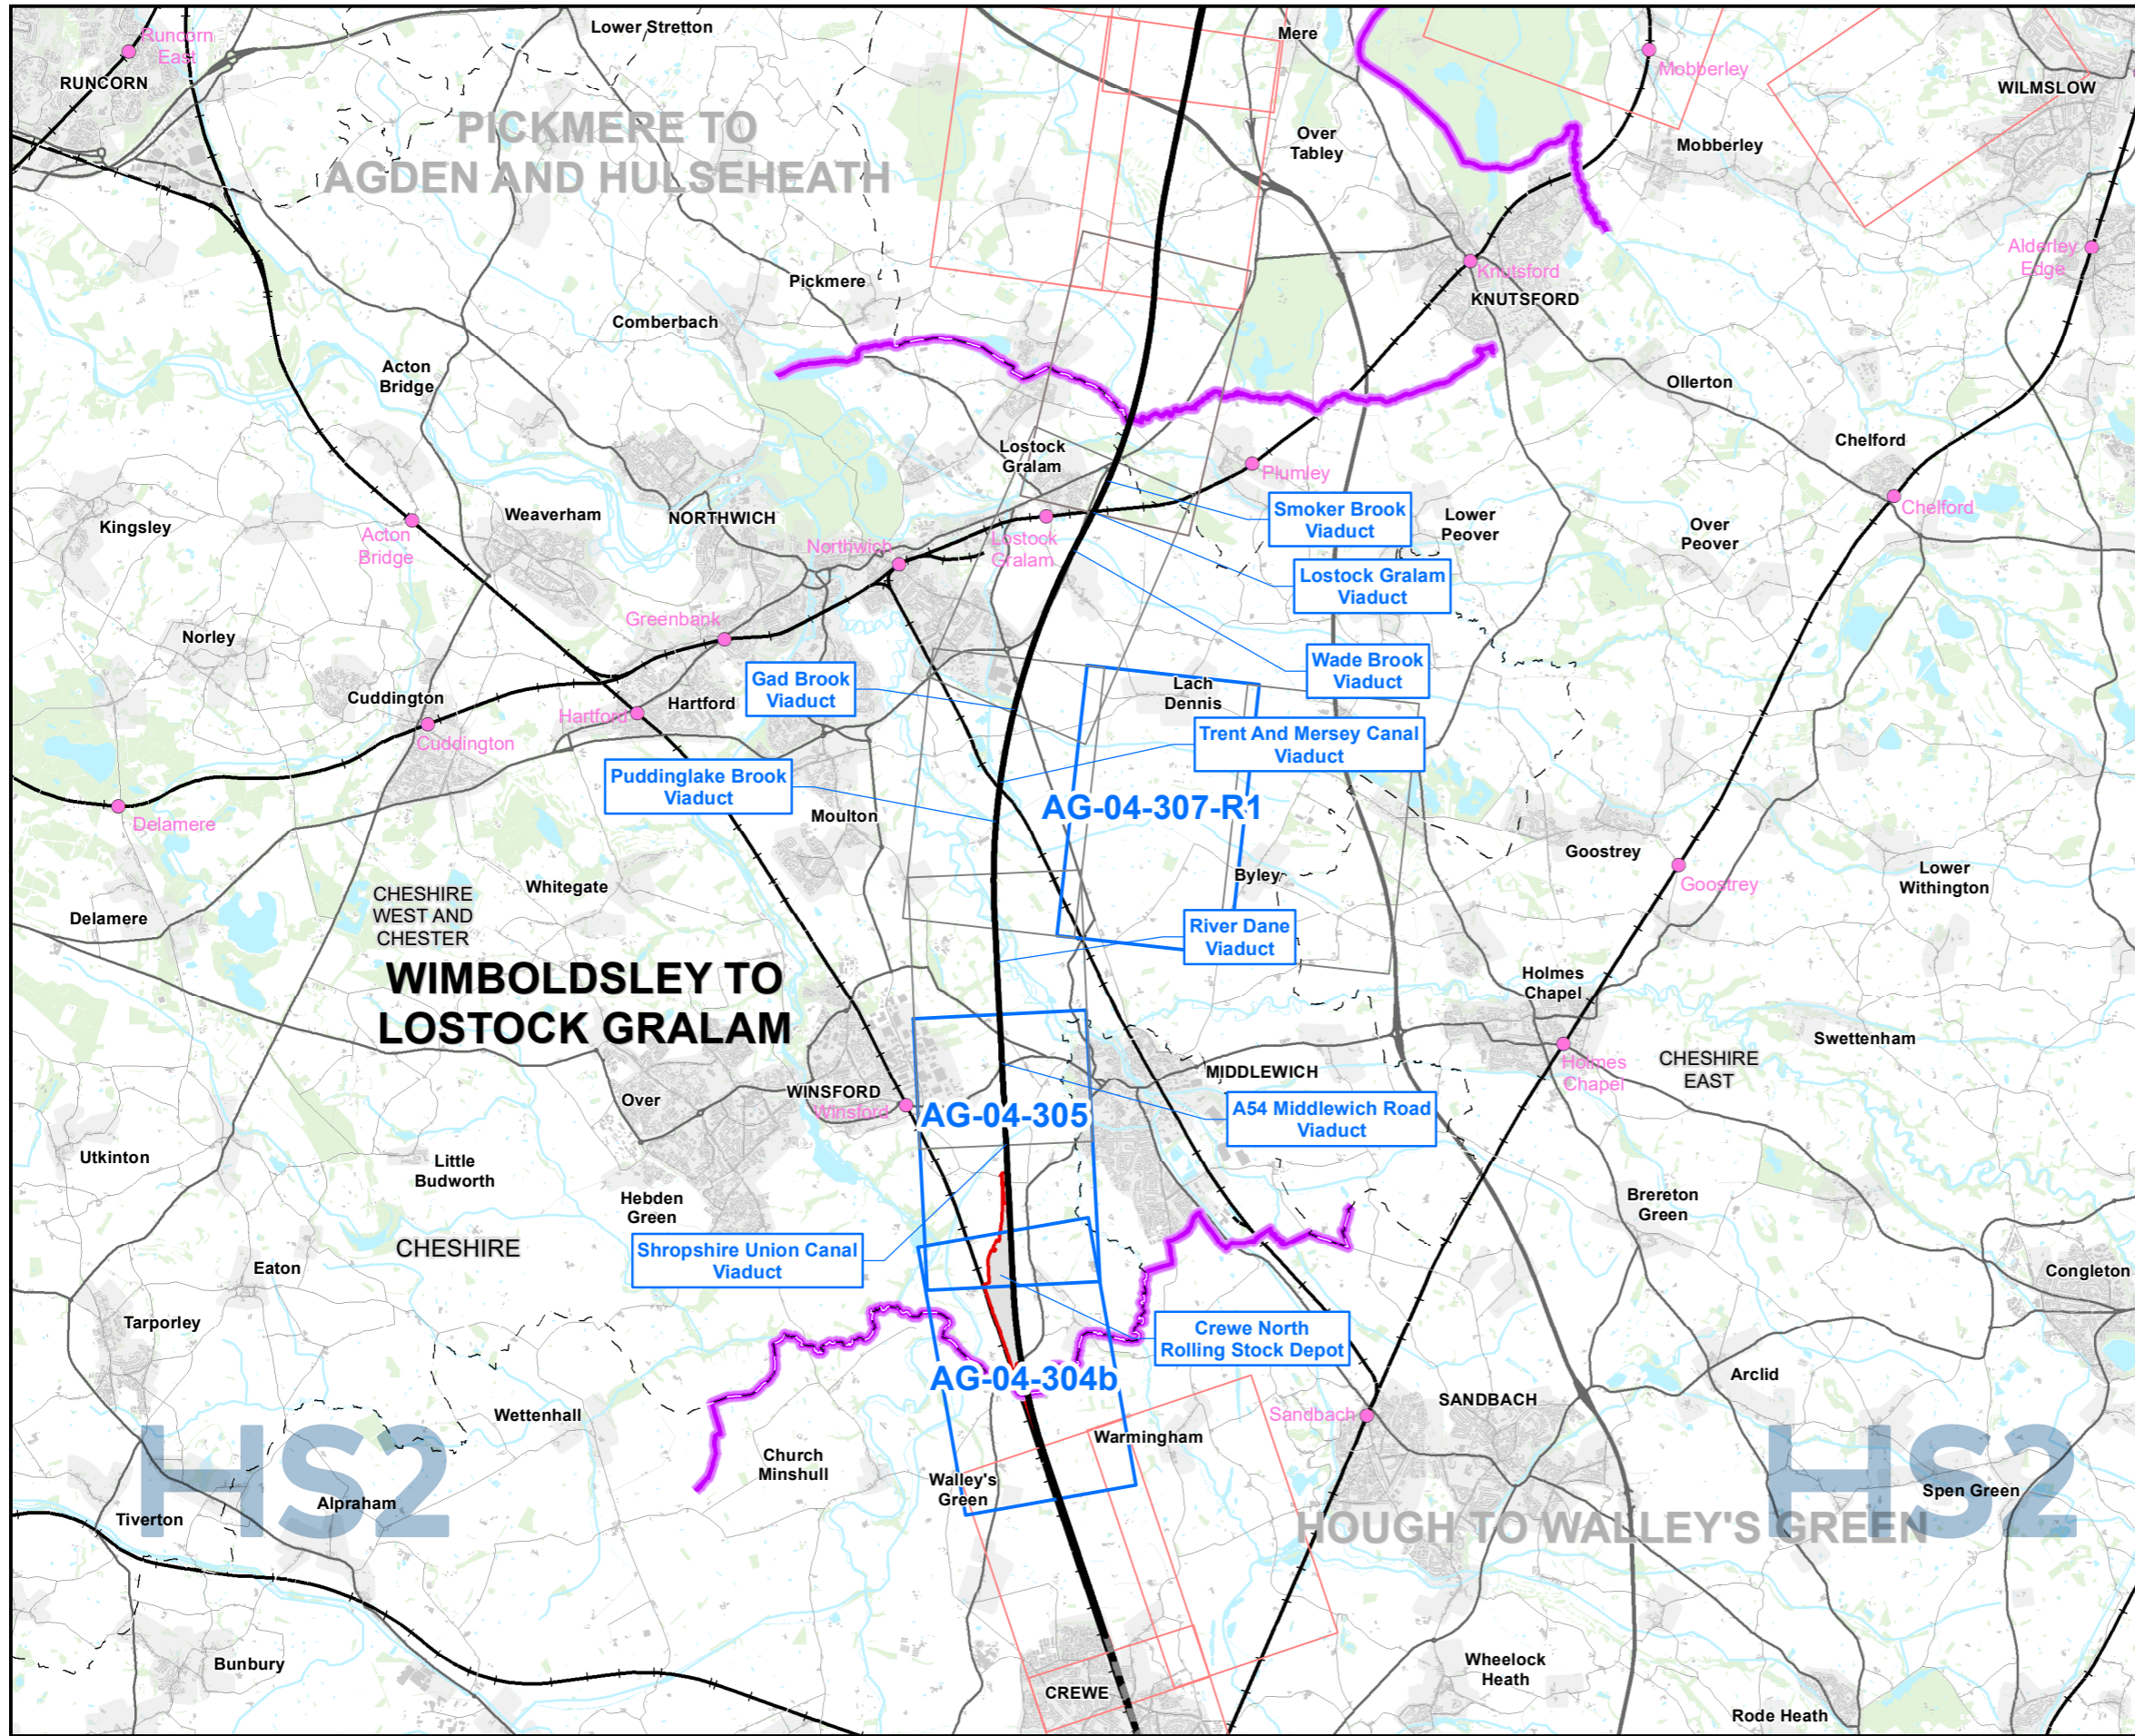 Lower Stretton
Mere
Runcorn
East
RUNCORN
Mobberley
WILMSLOW
PICKMERE TO
AGDEN AND HULSEHEATH
Over
Tabley
Mobberley
Alderley
Edge
Knutsford
KNUTSFORD
Pickmere
Comberbach
Acton
Bridge
Ollerton
Chelford
Lostock
Gralam
Plumley
Chelford
Kingsley
Weaverham
NORTHWICH
Acton
Bridge
Northwich
Lostock
Gralam
Smoker Brook
Viaduct
Lower
Peover
Over
Peover
Lostock Gralam
Viaduct
Greenbank
Norley
Wade Brook
Viaduct
Gad Brook
Viaduct
Lach
Dennis
Cuddington
Hartford
Hartford
Cuddington
Trent And Mersey Canal
Viaduct
Puddinglake Brook
Viaduct
AG-04-307-R1
Moulton
Delamere
Goostrey
Goostrey
Lower
Withington
Byley
Whitegate
CHESHIRE
WEST AND
CHESTER
Delamere
River Dane
Viaduct
WIMBOLDSLEY TO
LOSTOCK GRALAM
Holmes
Chapel
Swettenham
Holmes
Chapel
CHESHIRE
EAST
MIDDLEWICH
WINSFORD
Winsford
Over
AG-04-305
A54 Middlewich Road
Viaduct
Utkinton
Little
Budworth
Hebden
Green
Brereton
Green
CHESHIRE
Shropshire Union Canal
Viaduct
Eaton
Congleton
Tarporley
Crewe North
Rolling Stock Depot
AG-04-304b
Arclid
Wettenhall
Sandbach
SANDBACH
Warmingham
Church
Minshull
Walley's
Green
HS2
HS2
Alpraham
Tiverton
Spen Green
HOUGH TO WALLEY'S GREEN
Bunbury
Wheelock
Heath
CREWE
Rode Heath